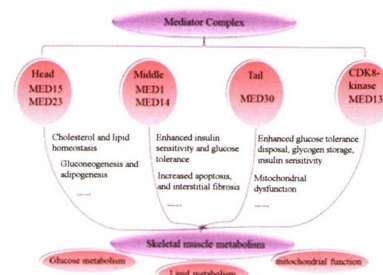 Mediator Complex
Head
MED15
MED23
Middle
MED1
MED14
Tail
MED30
CDK8-
kinase
MED13
Cholesterol and lipid
homeostasis
Gluconeogenesis and
adipogenesis
......
Enhanced insulin
sensitivity and glucose
tolerance
Increased apoptosis,
and interstitial fibrosis
......
Enhanced glucose tolerance
disposal, glycogen storage,
insulin sensitivity
Mitochondrial
dysfunction
......
Skeletal muscle metabolism
Glucose metabolism
Lipid metabolism
mitochondrial function